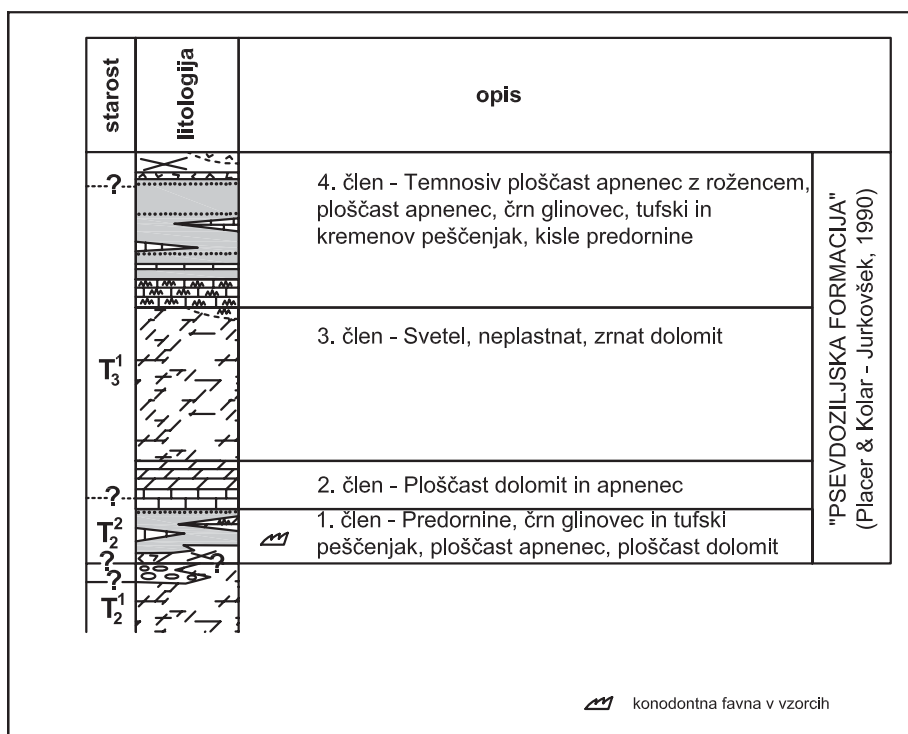 starost
litologija
opis
?
4. člen - Temnosiv ploščast apnenec z rožencem,
ploščast apnenec, črn glinovec, tufski in
kremenov peščenjak, kisle predornine
3. člen - Svetel, neplastnat, zrnat dolomit
T₃¹
2. člen - Ploščast dolomit in apnenec
?
T₂²
1. člen - Predornine, črn glinovec in tufski
peščenjak, ploščast apnenec, ploščast dolomit
?
?
?
T₂¹
"PSEVDOZILJSKA FORMACIJA"
(Placer & Kolar - Jurkovšek, 1990)
konodontna favna v vzorcih